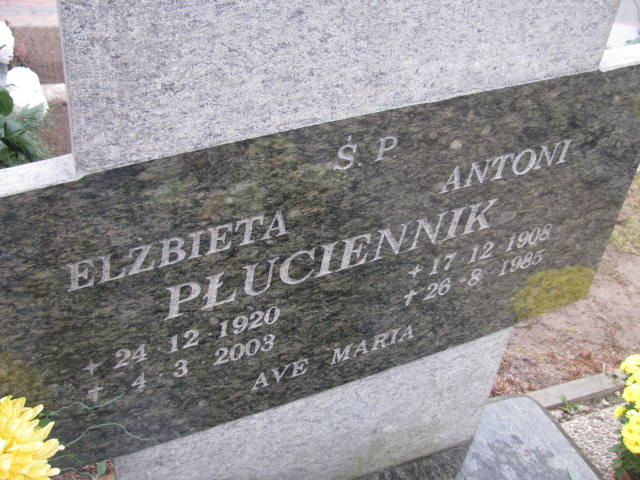 Ś. P.
ELZBIETA ANTONI
PŁUCIENNIK
+ 24 · 12 · 1920 + 17 · 12 · 1908
+ 4 · 3 · 2003 + 26 · 8 · 1985
AVE MARIA